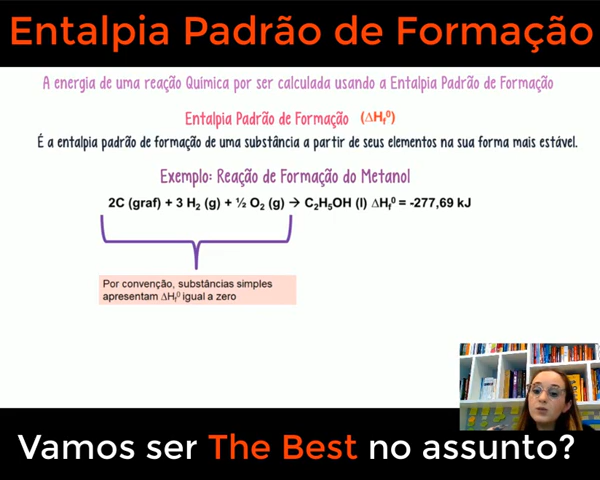 Entalpia Padrão de Formação
A energia de uma reação Química por ser calculada usando a Entalpia Padrão de Formação
Entalpia Padrão de Formação (ΔHf⁰)
É a entalpia padrão de formação de uma substância a partir de seus elementos na sua forma mais estável.
Exemplo: Reação de Formação do Metanol
2C (graf) + 3 H₂ (g) + ½ O₂ (g) → C₂H₅OH (l) ΔHf⁰ = -277,69 kJ
Por convenção, substâncias simples
apresentam ΔHf⁰ igual a zero
Vamos ser The Best no assunto?